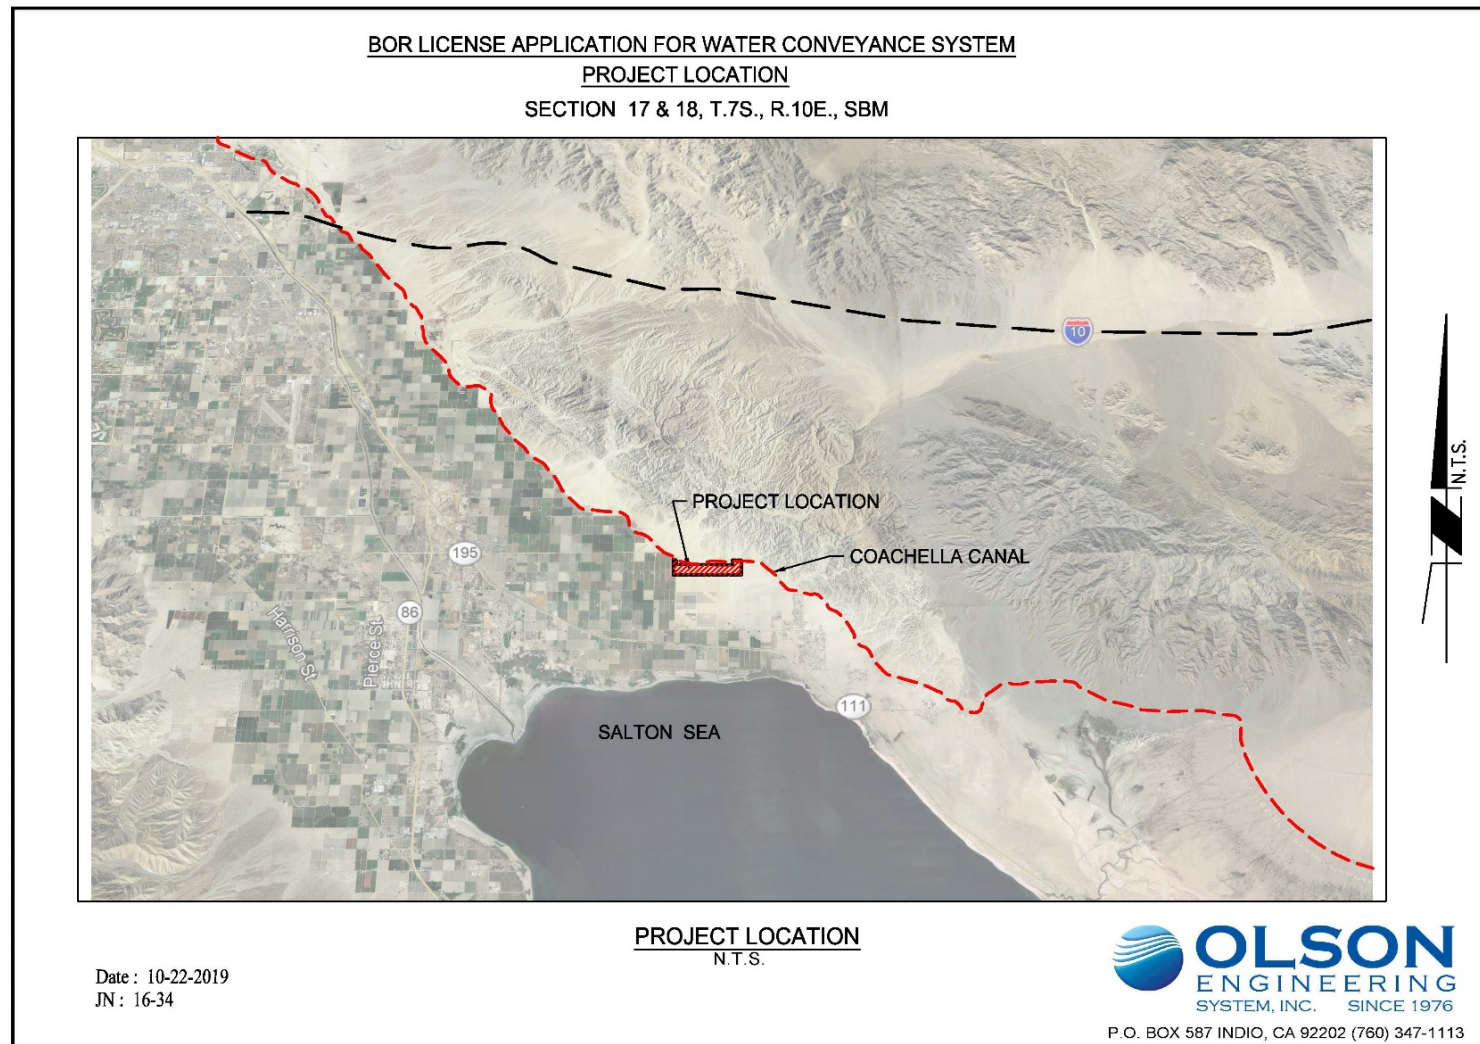 BOR LICENSE APPLICATION FOR WATER CONVEYANCE SYSTEM
PROJECT LOCATION
SECTION 17 & 18, T.7S., R.10E., SBM
10
N.T.S.
PROJECT LOCATION
COACHELLA CANAL
195
86
Harrison St
Pierce St
111
SALTON SEA
PROJECT LOCATION
N.T.S.
Date : 10-22-2019
JN : 16-34
OLSON
ENGINEERING
SYSTEM, INC. SINCE 1976
P.O. BOX 587 INDIO, CA 92202 (760) 347-1113